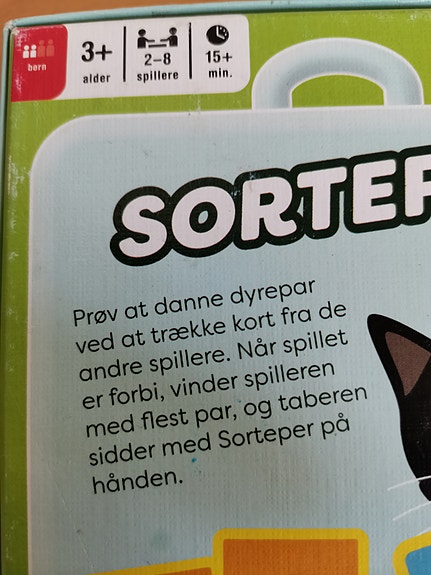 børn
3+
alder
2-8
spillere
15+
min.
SORTEP
Prøv at danne dyrepar
ved at trække kort fra de
andre spillere. Når spillet
er forbi, vinder spilleren
med flest par, og taberen
sidder med Sorteper på
hånden.